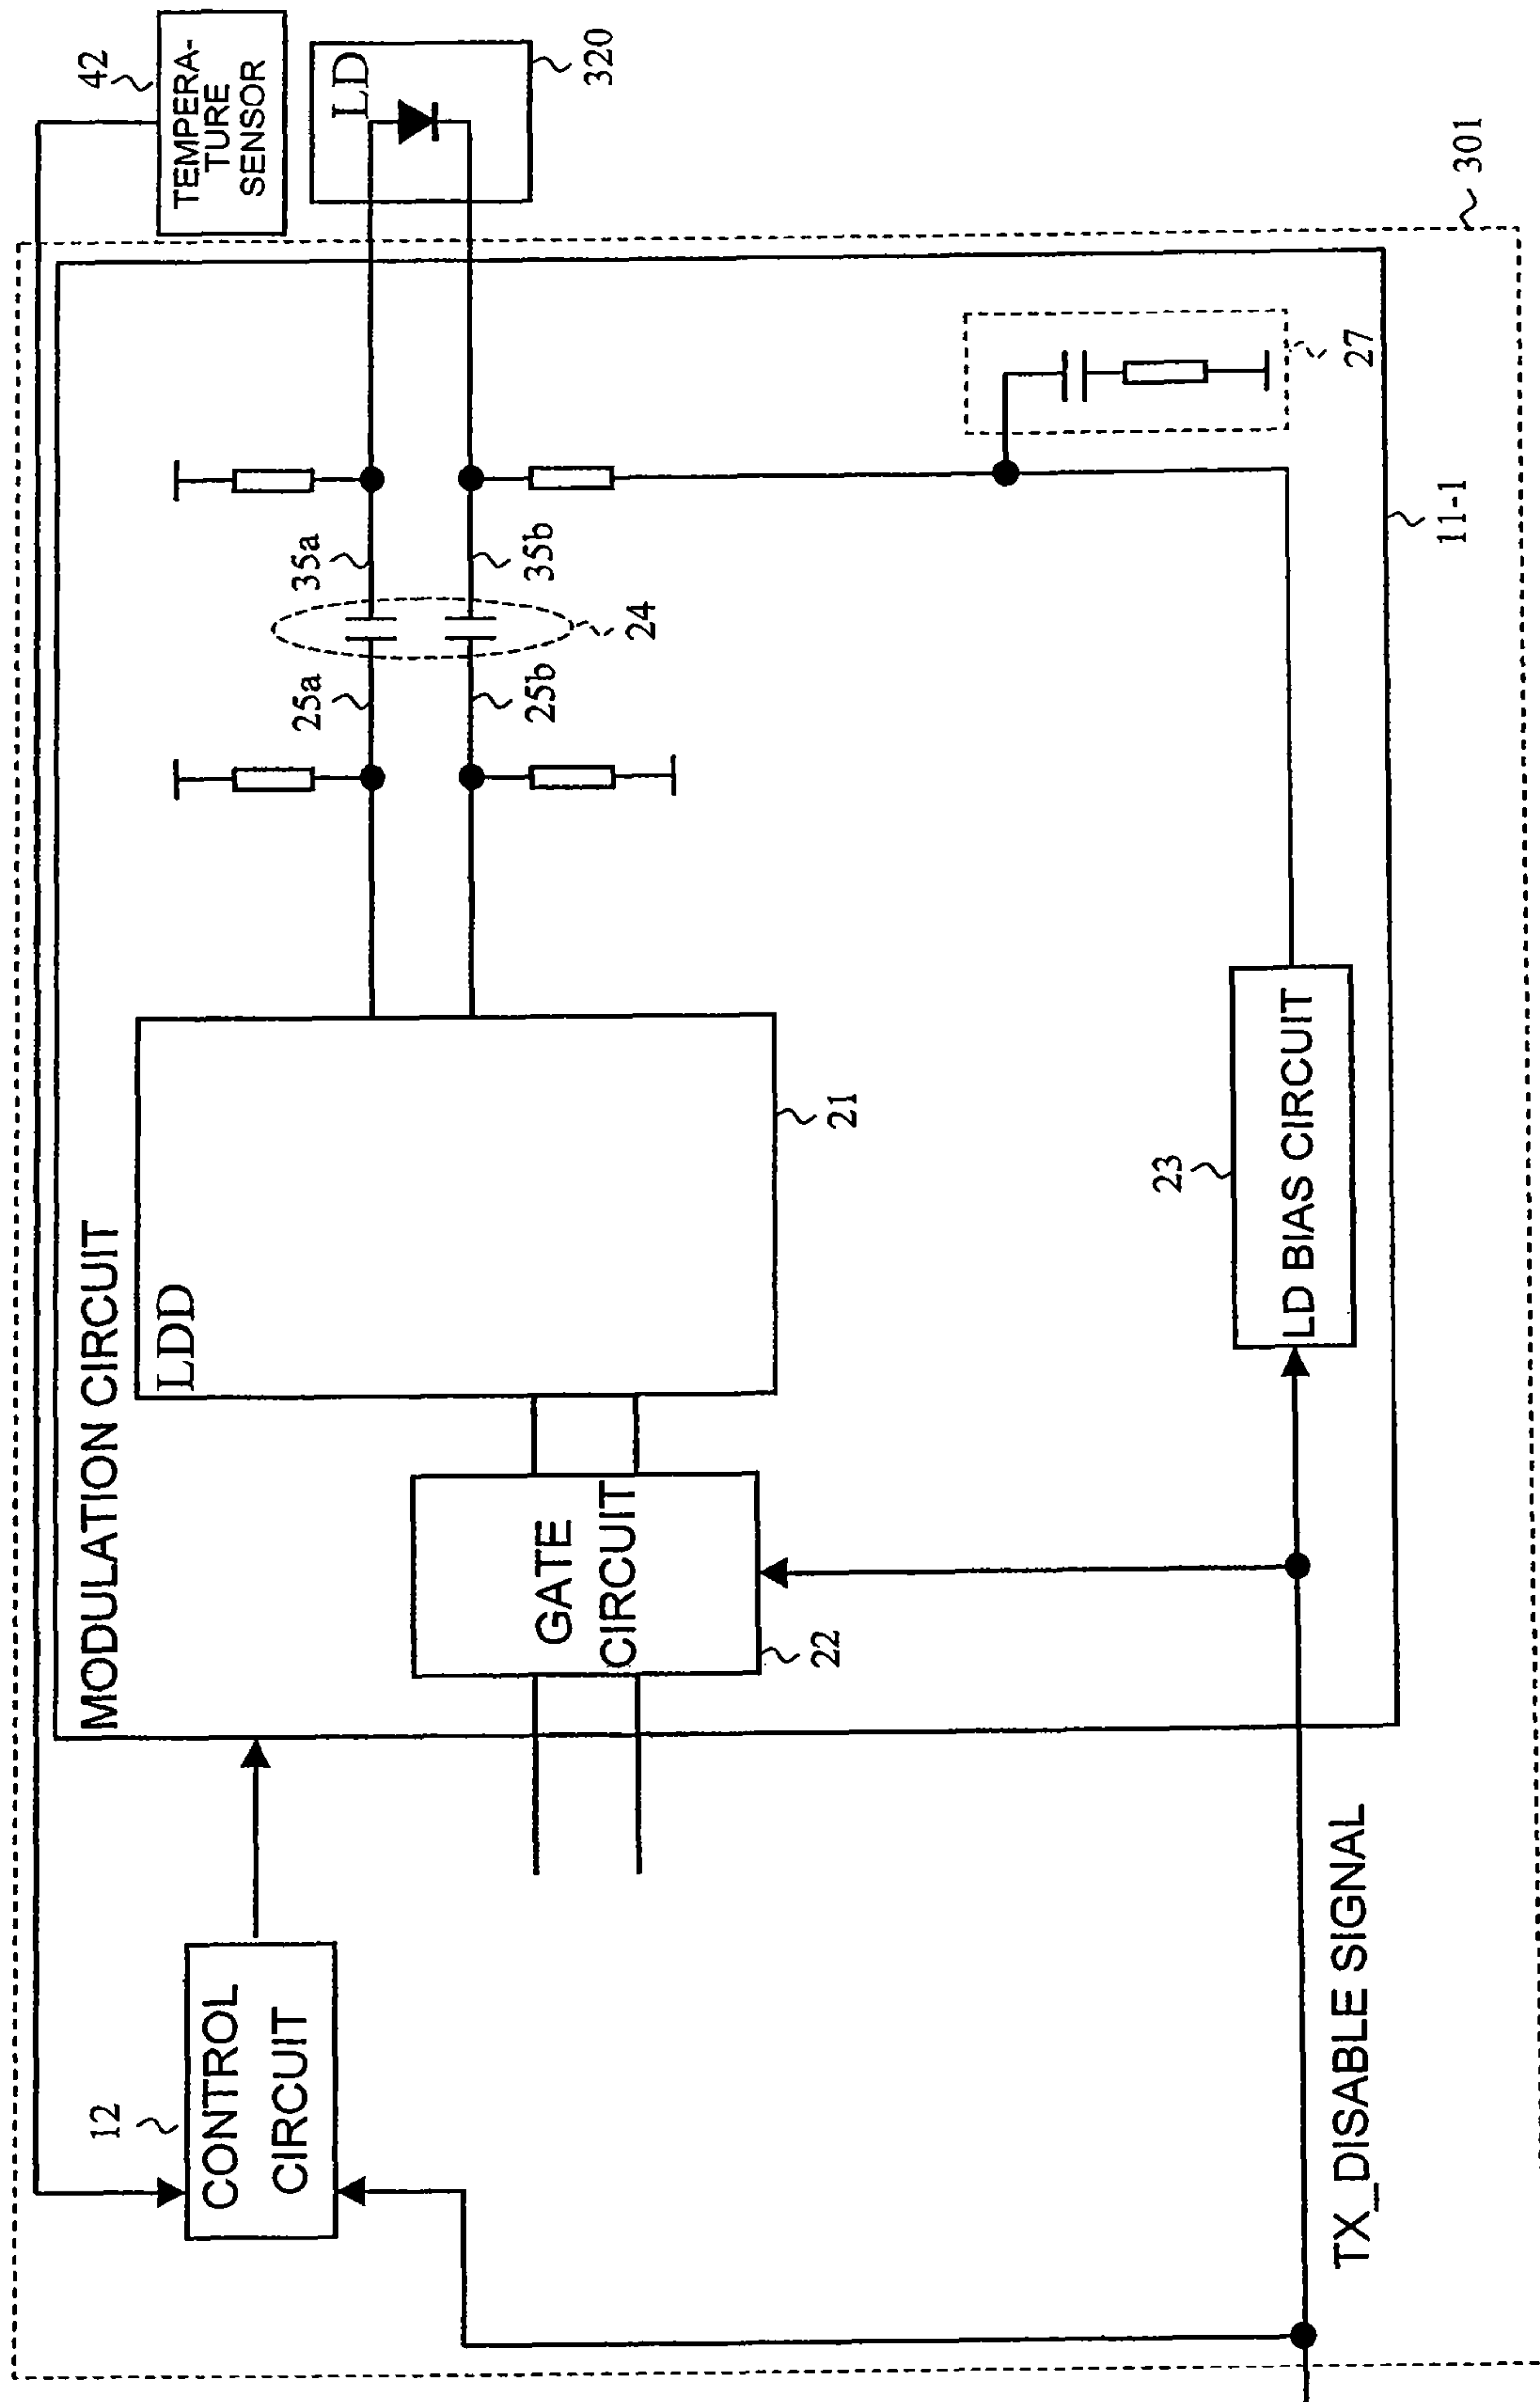 42
TEMPERA-
TURE
SENSOR
LD
320
301
MODULATION CIRCUIT
12
CONTROL
CIRCUIT
LDD
21
GATE
CIRCUIT
22
25a
35a
25b
35b
24
27
11-1
23
LD BIAS CIRCUIT
TX_DISABLE SIGNAL